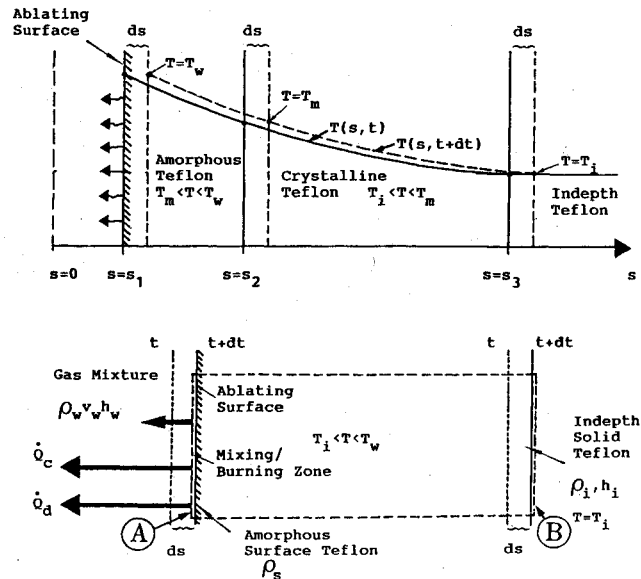 Ablating
Surface
ds
ds
ds
T=T_w
T=T_m
T(s,t)
T(s,t+dt)
T=T_i
Amorphous
Teflon
T_m<T<T_w
Crystalline
Teflon T_i<T<T_m
Indepth
Teflon
s=0
s=s_1
s=s_2
s=s_3
s
t
t+dt
t
t+dt
Gas Mixture
ρ_w v_w h_w
Q̇_c
Q̇_d
Ablating
Surface
T_i<T<T_w
Mixing/
Burning Zone
Indepth
Solid
Teflon
ρ_i, h_i
T=T_i
A
B
ds
ds
Amorphous
Surface Teflon
ρ_s